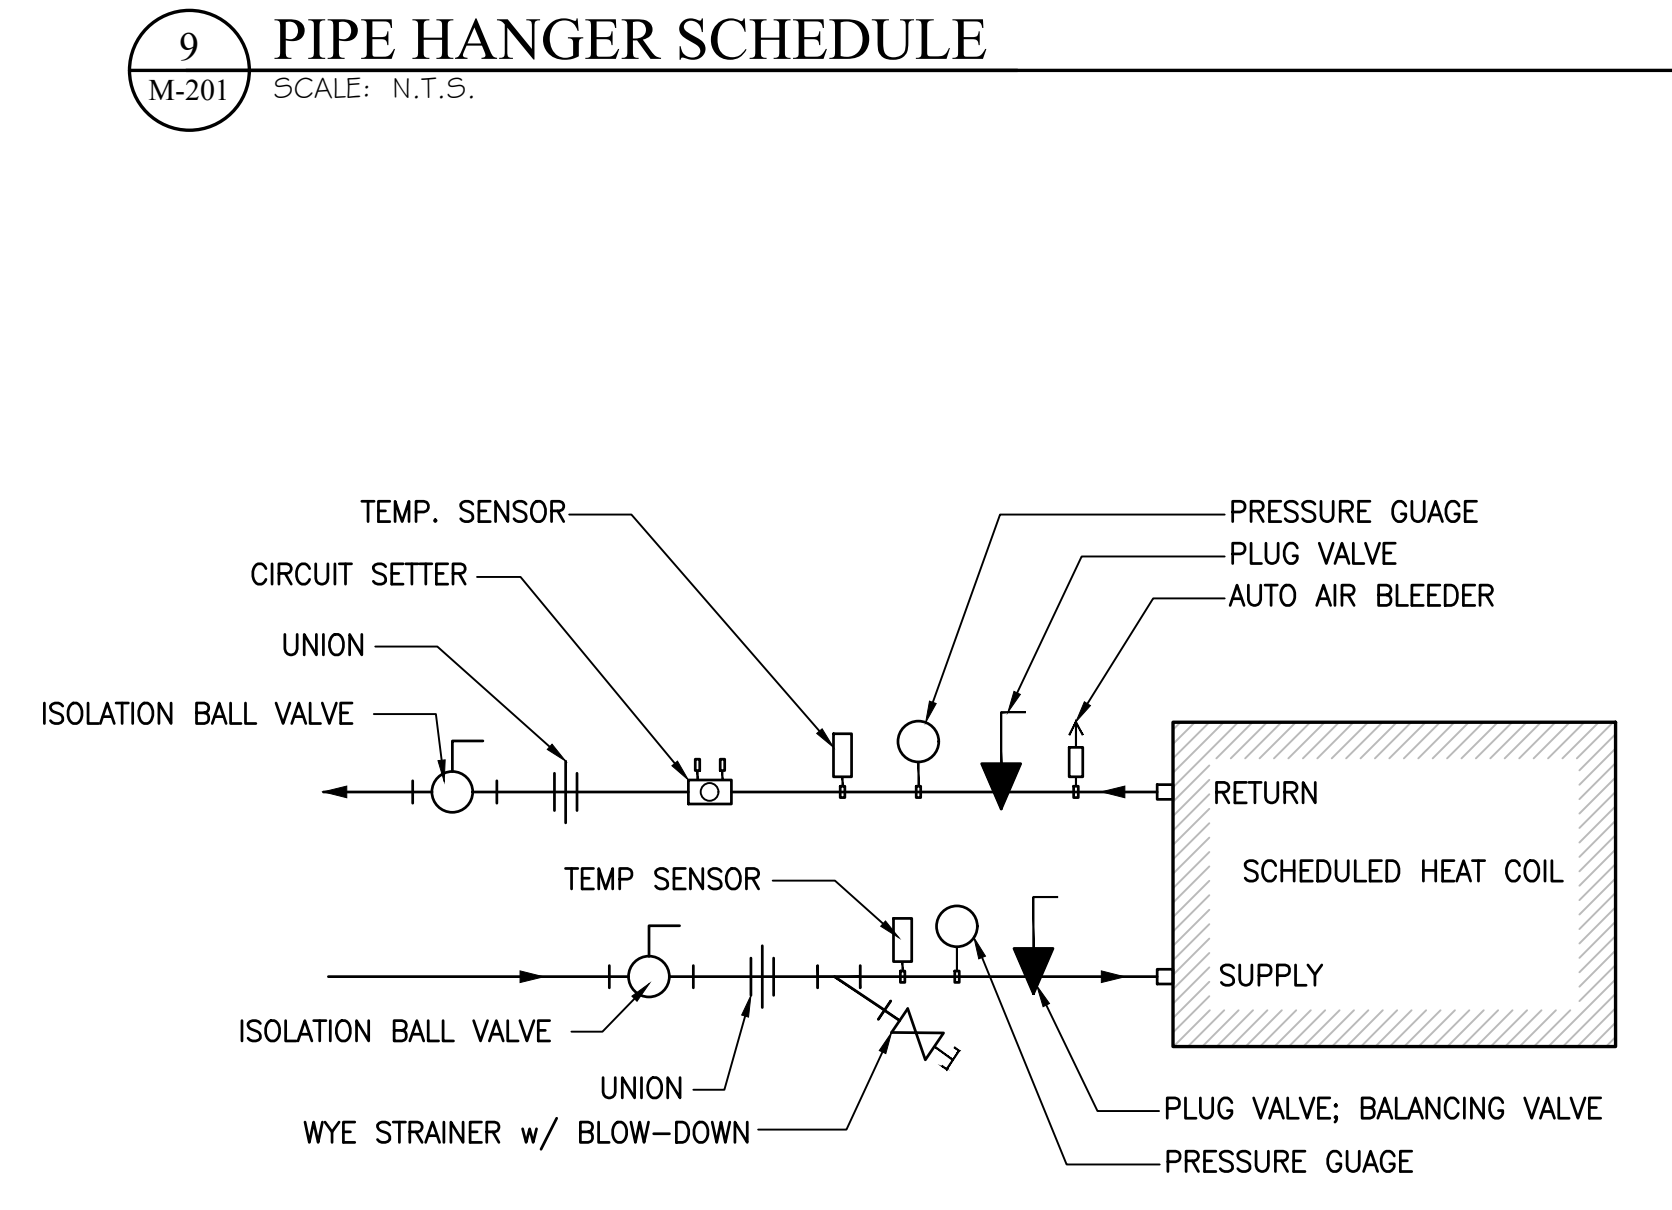 9
PIPE HANGER SCHEDULE
M-201
SCALE: N.T.S.
TEMP. SENSOR
PRESSURE GUAGE
PLUG VALVE
CIRCUIT SETTER
AUTO AIR BLEEDER
UNION
ISOLATION BALL VALVE
RETURN
SCHEDULED HEAT COIL
TEMP SENSOR
SUPPLY
ISOLATION BALL VALVE
UNION
PLUG VALVE; BALANCING VALVE
WYE STRAINER w/ BLOW-DOWN
PRESSURE GUAGE